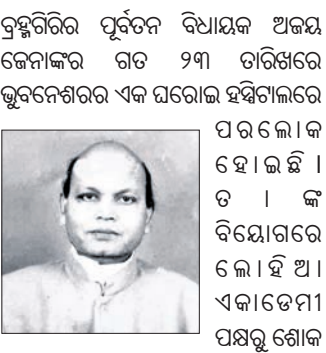 ବ୍ରହ୍ମଗିରିର ପୂର୍ବତନ ବିଧାୟକ ଅଜୟ
ଜେନାଙ୍କର ଗତ ୨୩ ତାରିଖରେ
ଭୁବନେଶରର ଏକ ଘରୋଇ ହସ୍ପିଟାଲରେ
ପରଲୋକ
ହୋଇଛି ।
ତାଙ୍କ
ବିୟୋଗରେ
ଲୋହିଆ
ଏକାଡେମୀ
ପକ୍ଷରୁ ଶୋକ